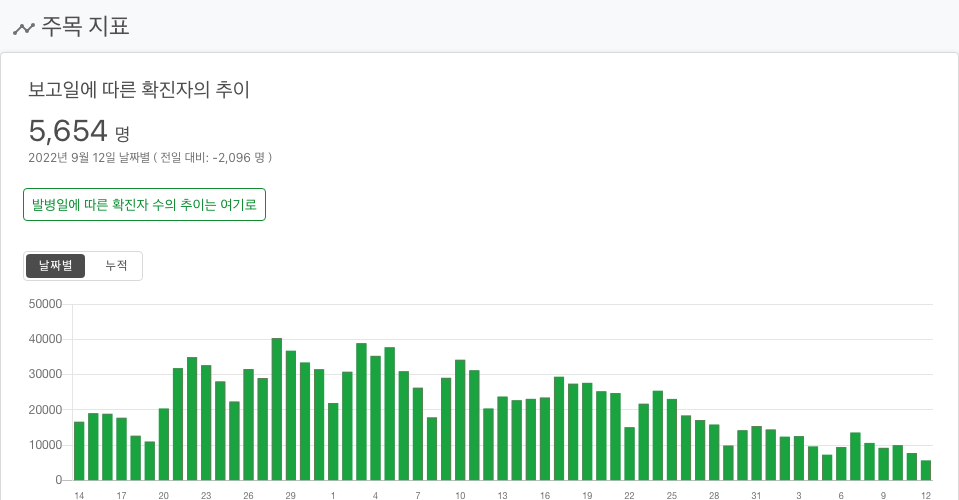 주목 지표
보고일에 따른 확진자의 추이
5,654 명
2022년 9월 12일 날짜별 ( 전일 대비: -2,096 명 )
발병일에 따른 확진자 수의 추이는 여기로
날짜별 누적
50000
40000
30000
20000
10000
0
14 17 20 23 26 29 1 4 7 10 13 16 19 22 25 28 31 3 6 9 12